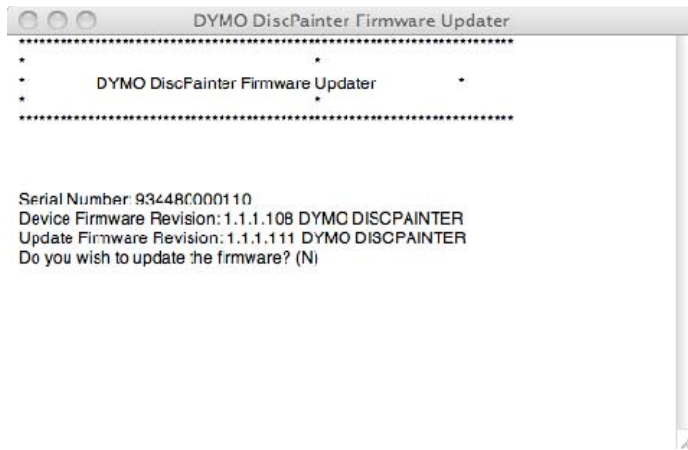 DYMO DiscPainter Firmware Updater
******************************************************************************
*                                                  *
*          DYMO DiscPainter Firmware Updater          *
*                                                  *
******************************************************************************
Serial Number: 934480000110
Device Firmware Revision: 1.1.1.108 DYMO DISCPAINTER
Update Firmware Revision: 1.1.1.111 DYMO DISCPAINTER
Do you wish to update the firmware? (N)